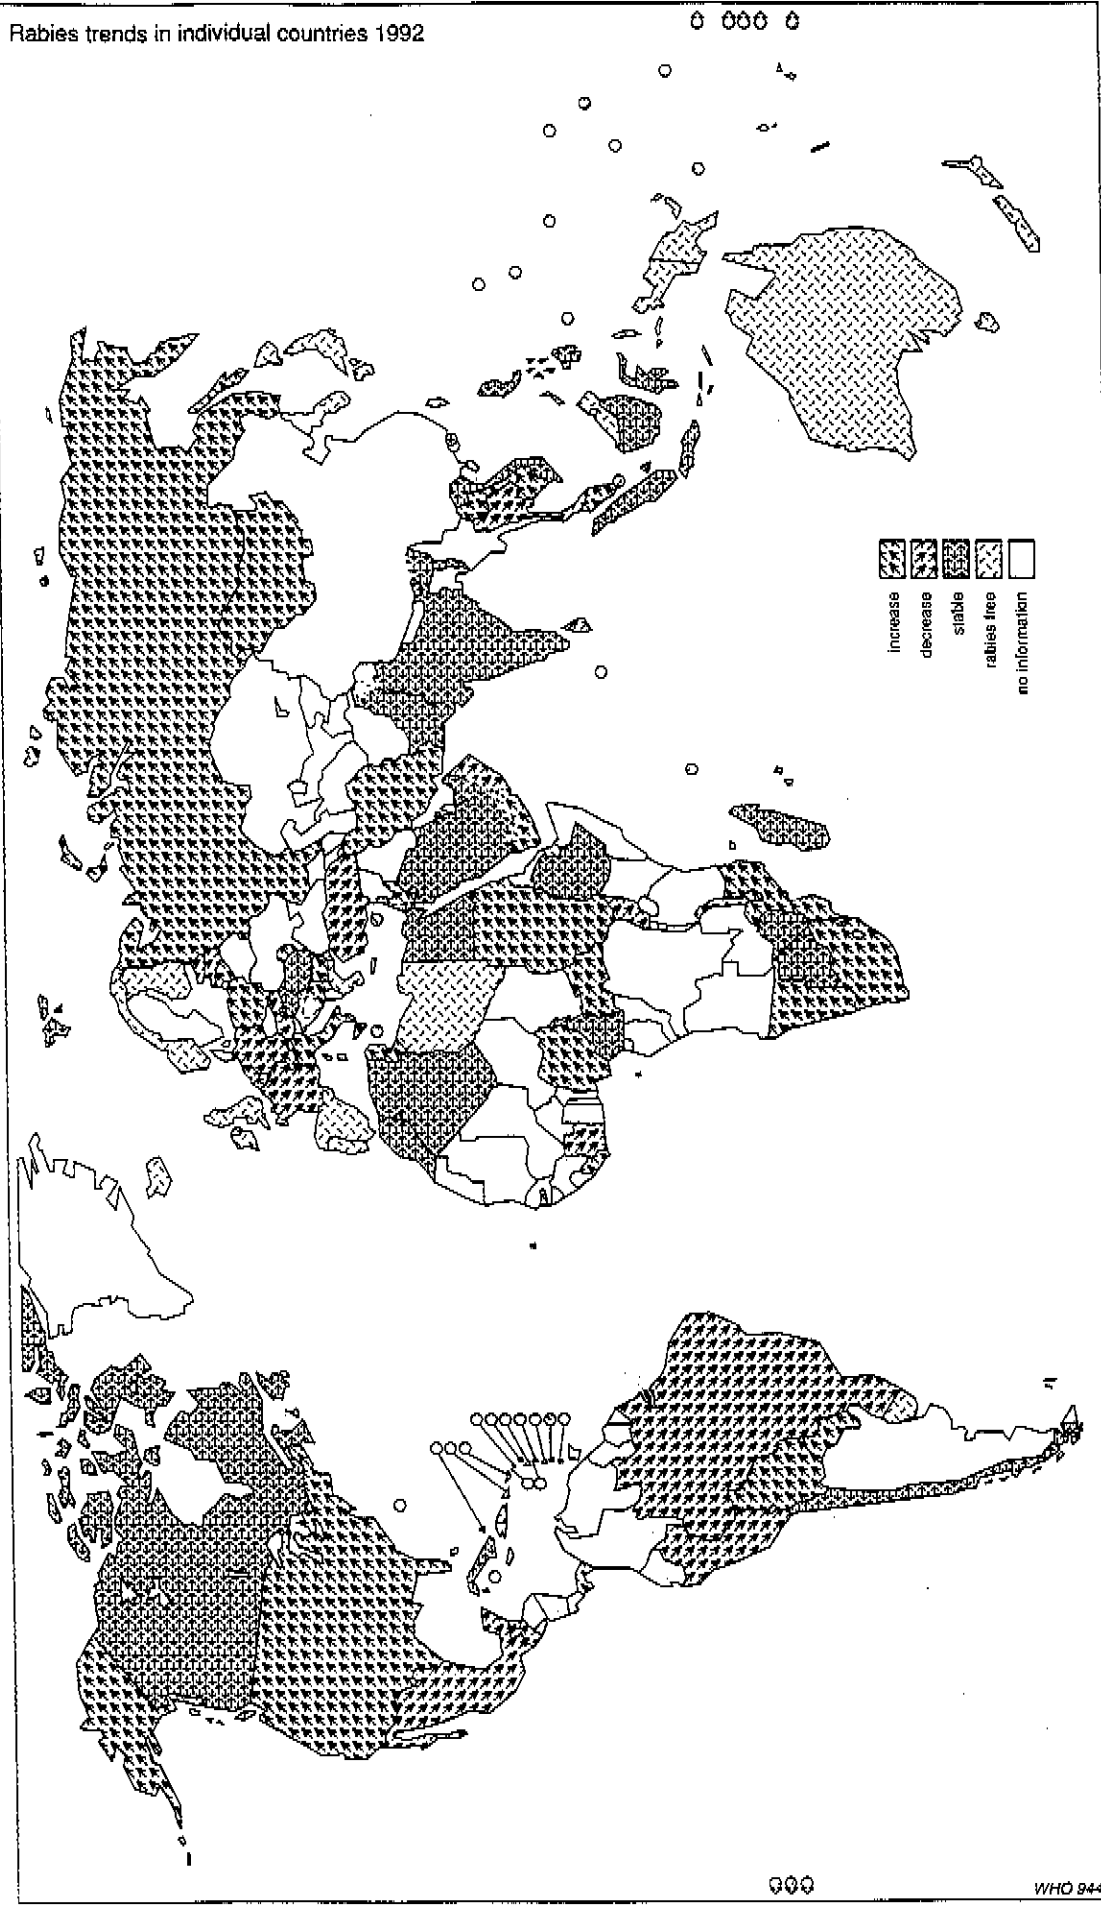 Rabies trends in individual countries 1992
increase
decrease
stable
rabies free
no information
WHO 944